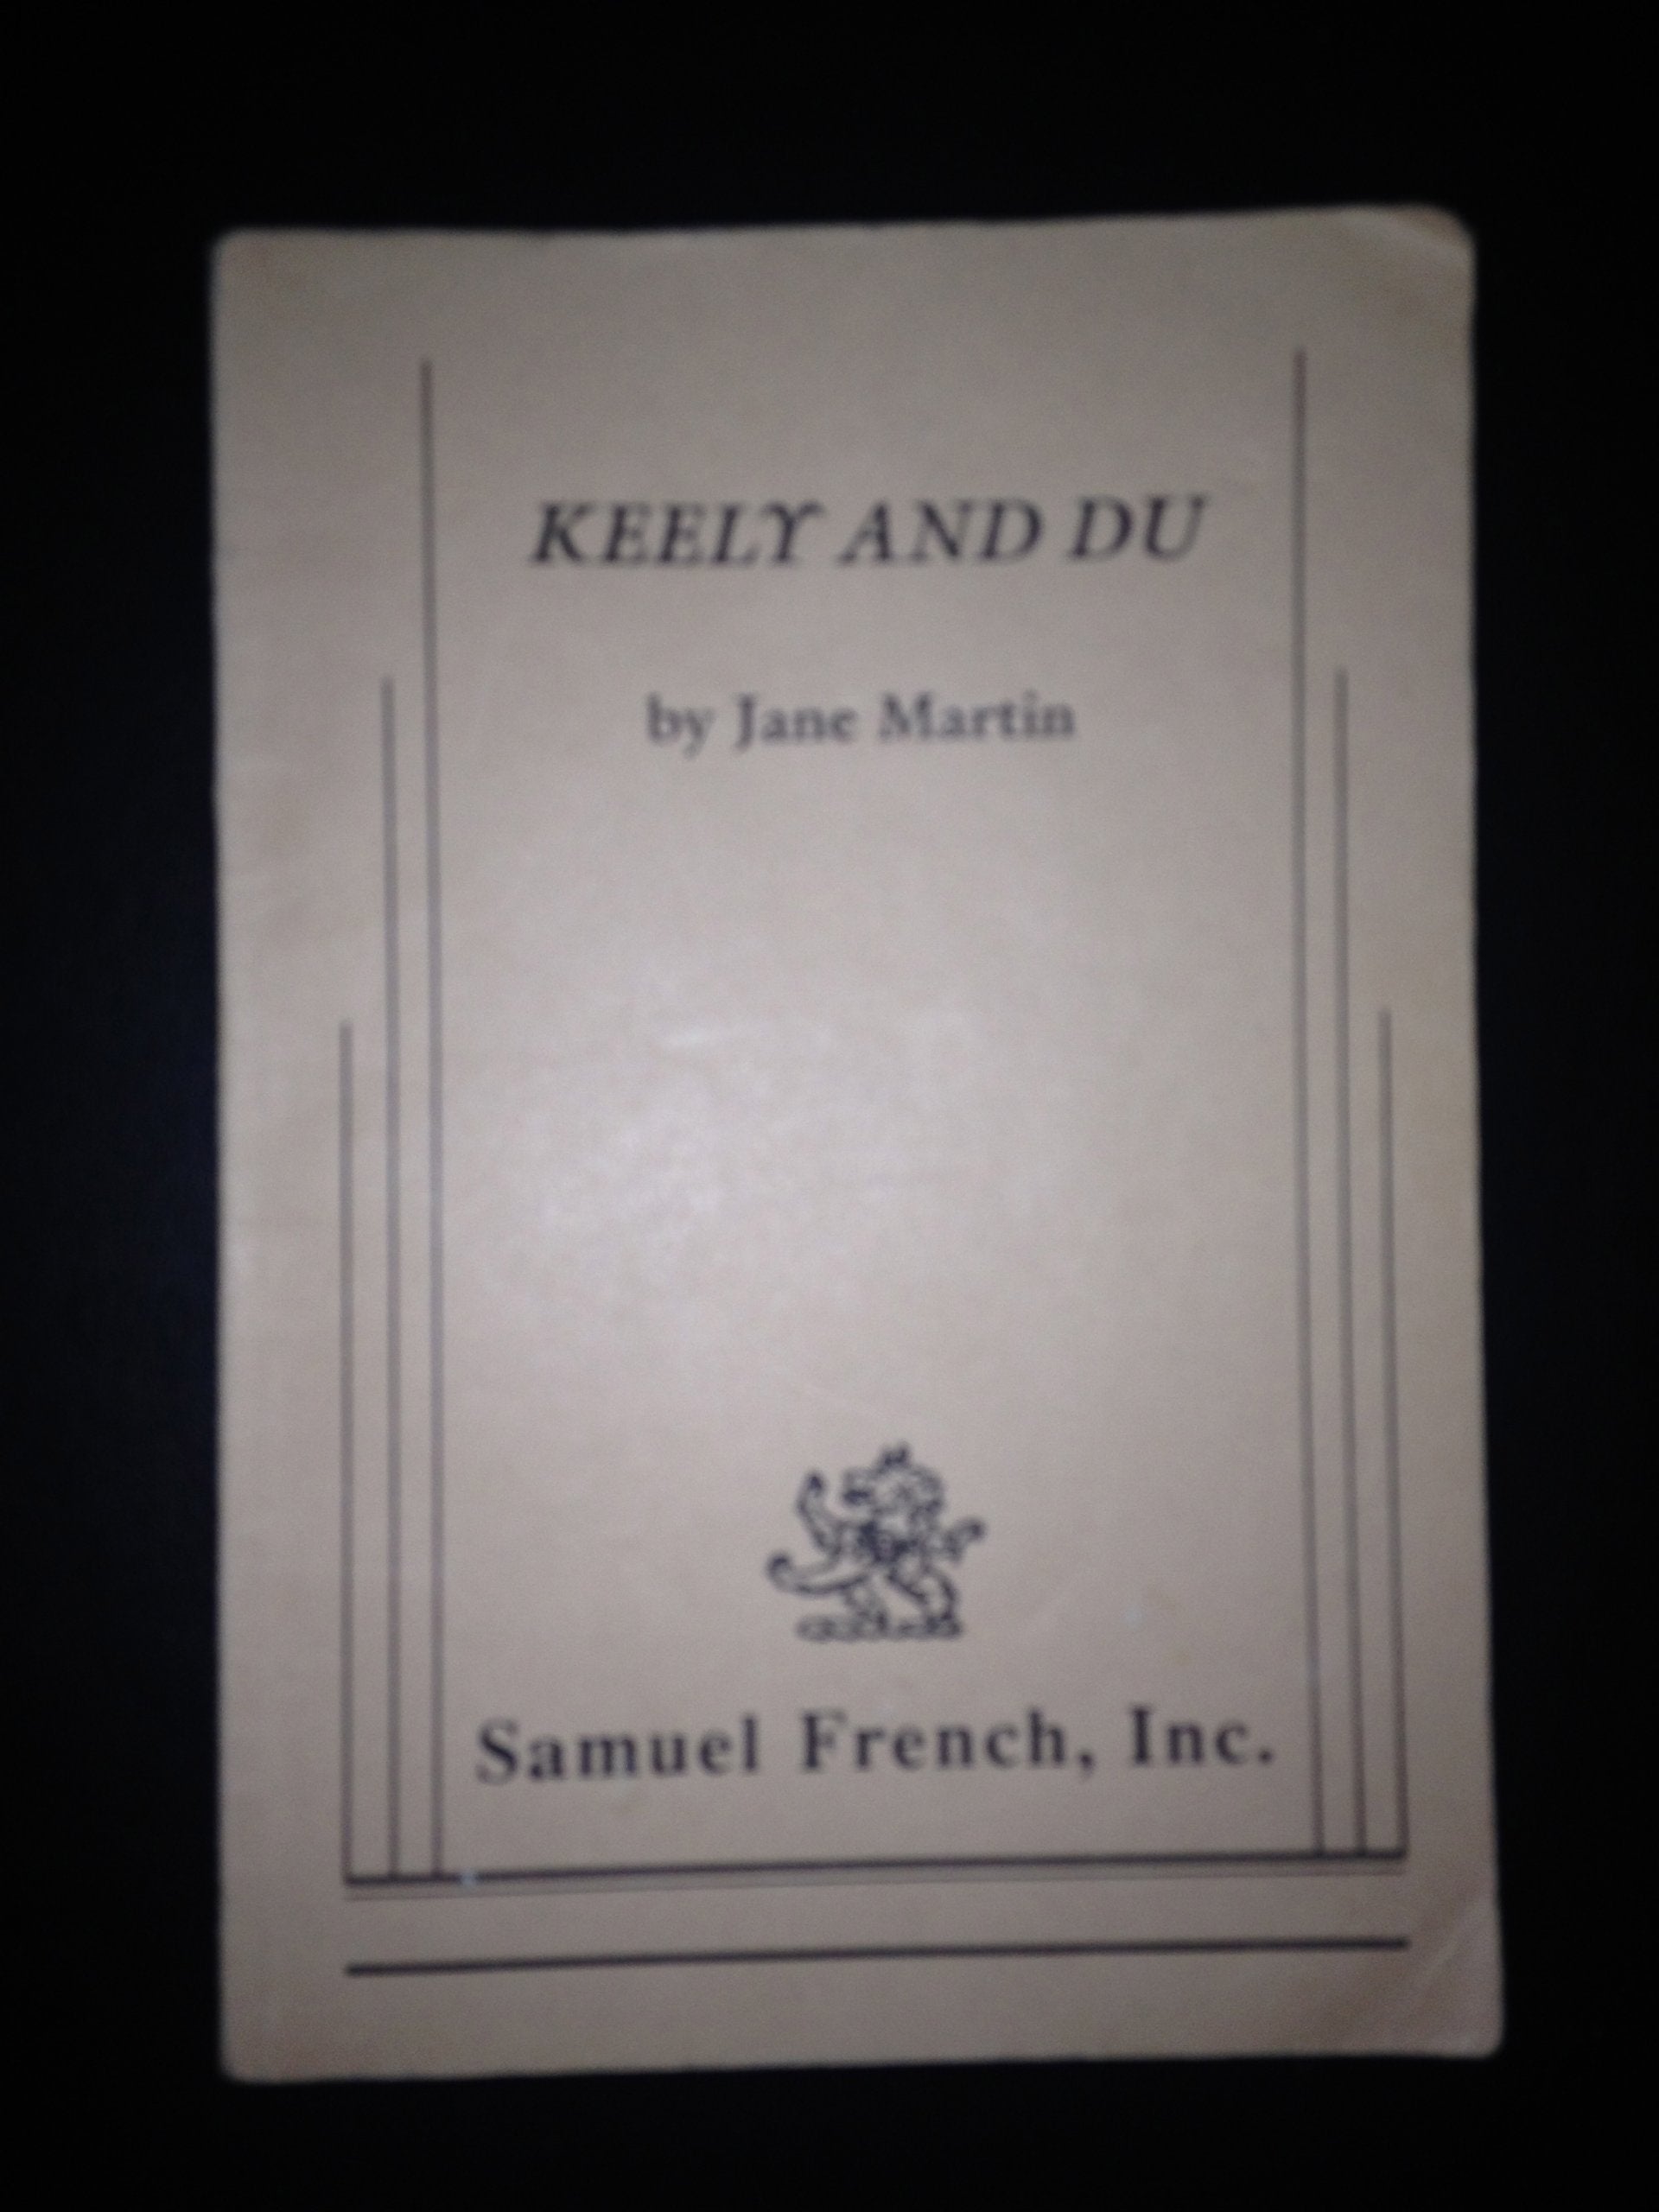 KEELY AND DU
by Jane Martin
Samuel French, Inc.